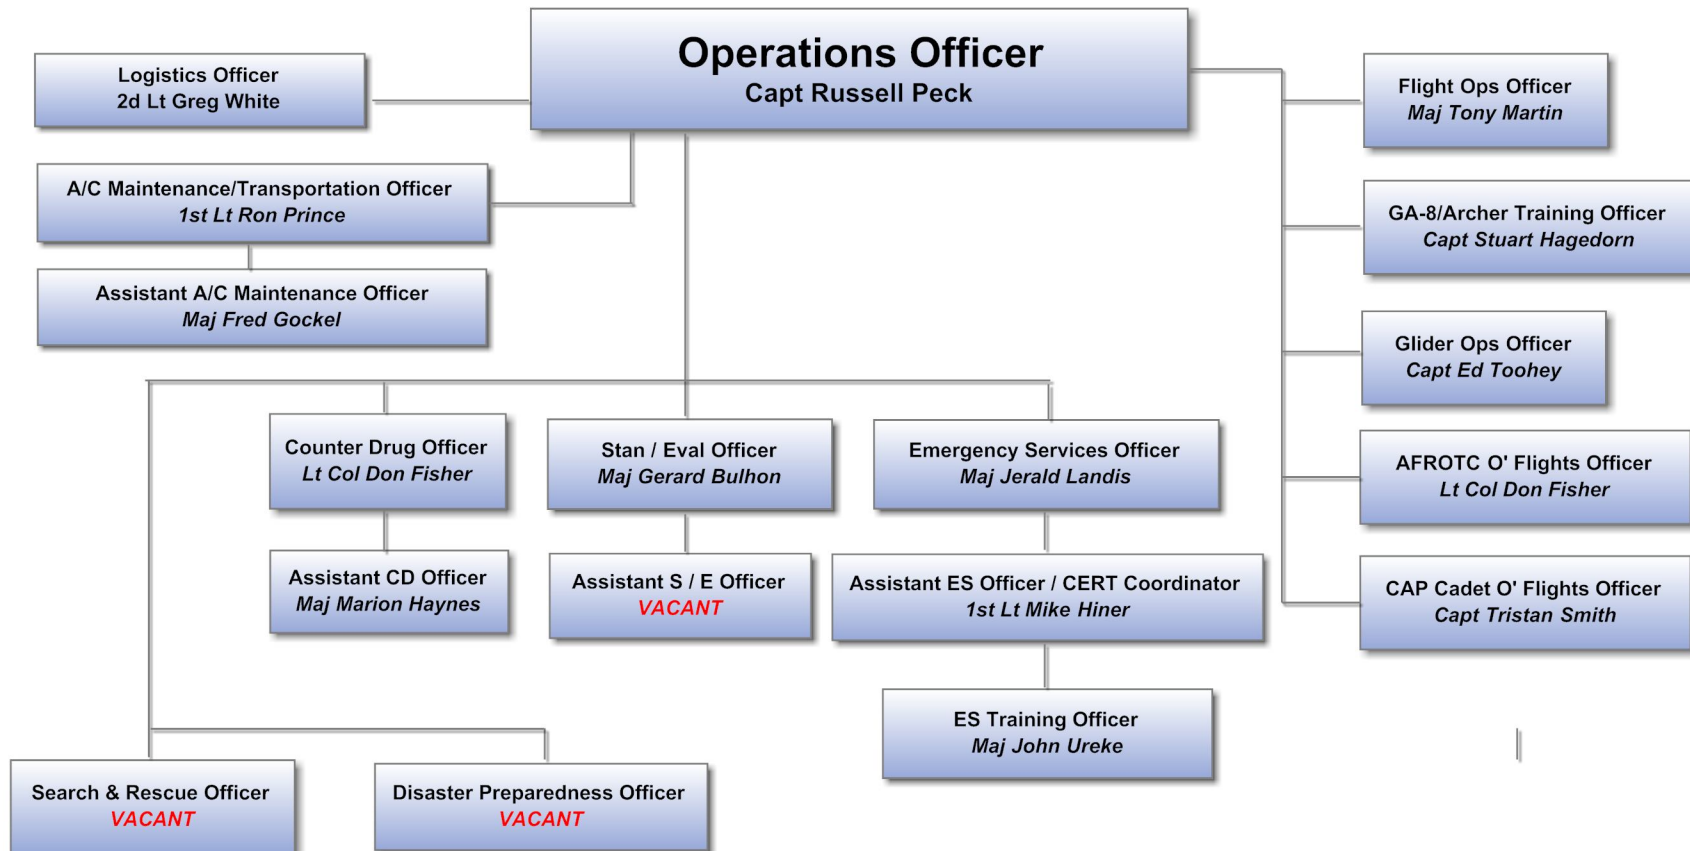 Operations Officer
Capt Russell Peck
Logistics Officer
2d Lt Greg White
A/C Maintenance/Transportation Officer
1st Lt Ron Prince
Assistant A/C Maintenance Officer
Maj Fred Gockel
Flight Ops Officer
Maj Tony Martin
GA-8/Archer Training Officer
Capt Stuart Hagedorn
Glider Ops Officer
Capt Ed Toohey
AFROTC O' Flights Officer
Lt Col Don Fisher
CAP Cadet O' Flights Officer
Capt Tristan Smith
Counter Drug Officer
Lt Col Don Fisher
Assistant CD Officer
Maj Marion Haynes
Stan / Eval Officer
Maj Gerard Bulhon
Assistant S / E Officer
VACANT
Emergency Services Officer
Maj Jerald Landis
Assistant ES Officer / CERT Coordinator
1st Lt Mike Hiner
ES Training Officer
Maj John Ureke
Search & Rescue Officer
VACANT
Disaster Preparedness Officer
VACANT